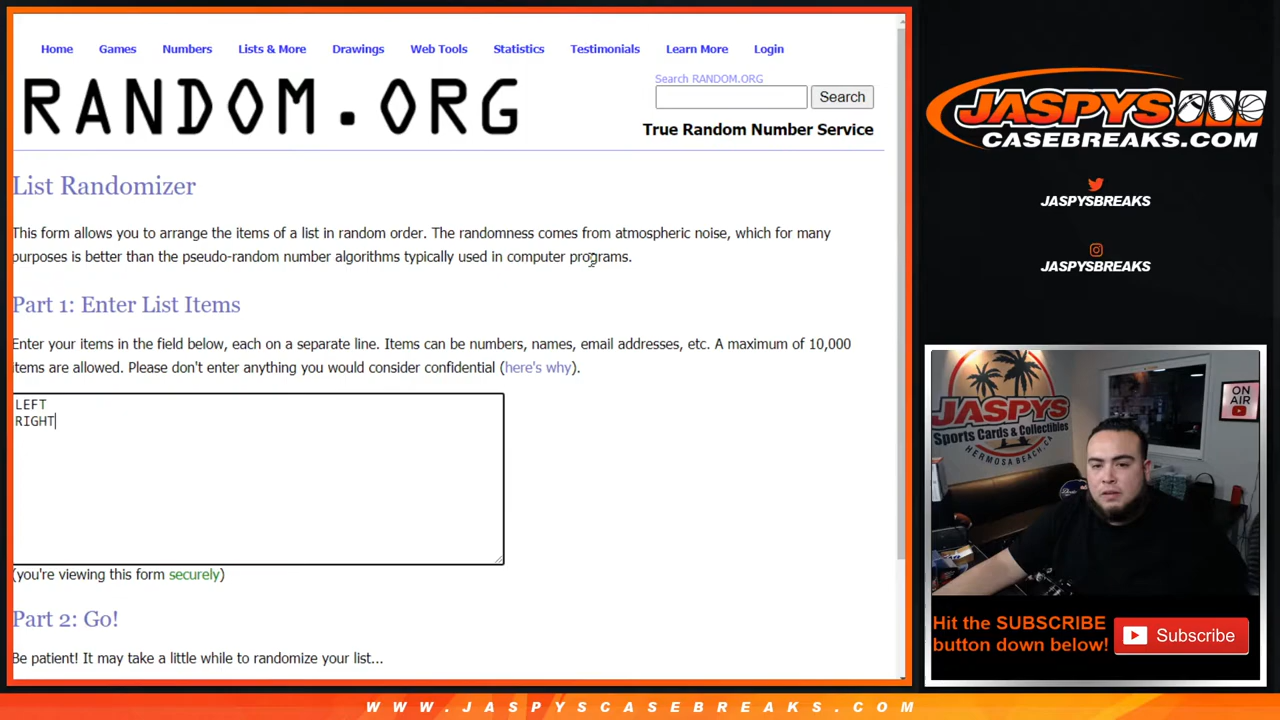 Home Games Numbers Lists & More Drawings Web Tools Statistics Testimonials Learn More Login
RANDOM.ORG
Search RANDOM.ORG
Search
True Random Number Service
List Randomizer
This form allows you to arrange the items of a list in random order. The randomness comes from atmospheric noise, which for many
purposes is better than the pseudo-random number algorithms typically used in computer programs.
Part 1: Enter List Items
Enter your items in the field below, each on a separate line. Items can be numbers, names, email addresses, etc. A maximum of 10,000
items are allowed. Please don't enter anything you would consider confidential (here's why).
LEFT
RIGHT
(you're viewing this form securely)
Part 2: Go!
Be patient! It may take a little while to randomize your list...
JASPYS
CASEBREAKS.COM
JASPYSBREAKS
JASPYSBREAKS
JASPYS
Sports Cards & Collectibles
HERMOSA BEACH, CA
ON
AIR
Hit the SUBSCRIBE
button down below!
Subscribe
WWW.JASPYSCASEBREAKS.COM